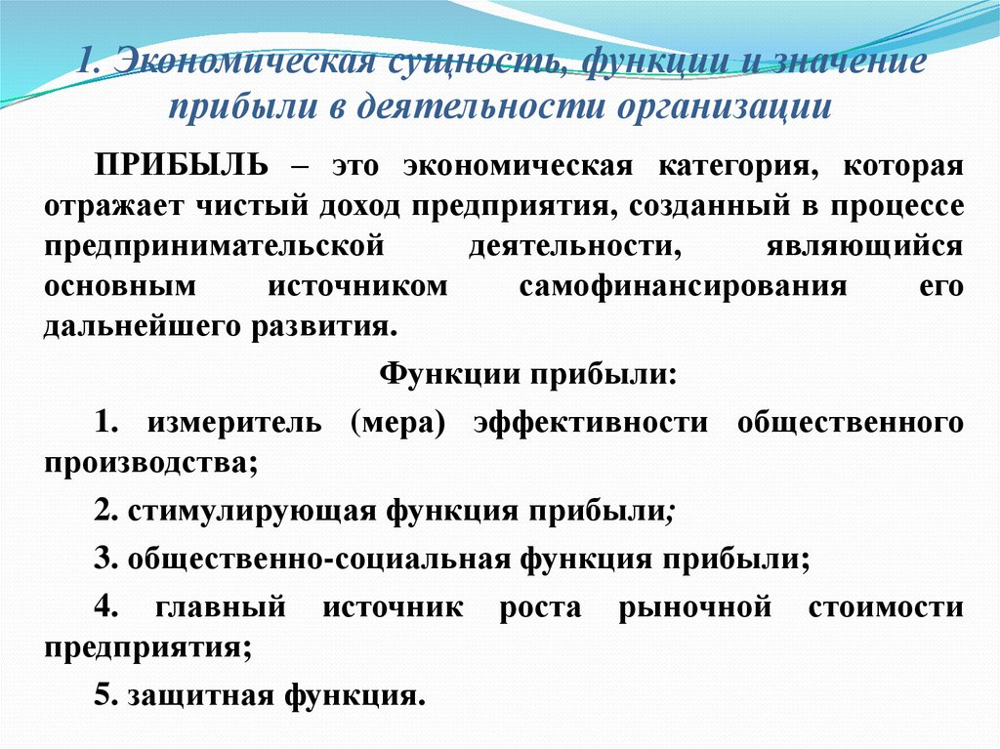 1. Экономическая сущность, функции и значение
прибыли в деятельности организации
ПРИБЫЛЬ – это экономическая категория, которая
отражает чистый доход предприятия, созданный в процессе
предпринимательской деятельности, являющийся
основным источником самофинансирования его
дальнейшего развития.
Функции прибыли:
1. измеритель (мера) эффективности общественного
производства;
2. стимулирующая функция прибыли;
3. общественно-социальная функция прибыли;
4. главный источник роста рыночной стоимости
предприятия;
5. защитная функция.